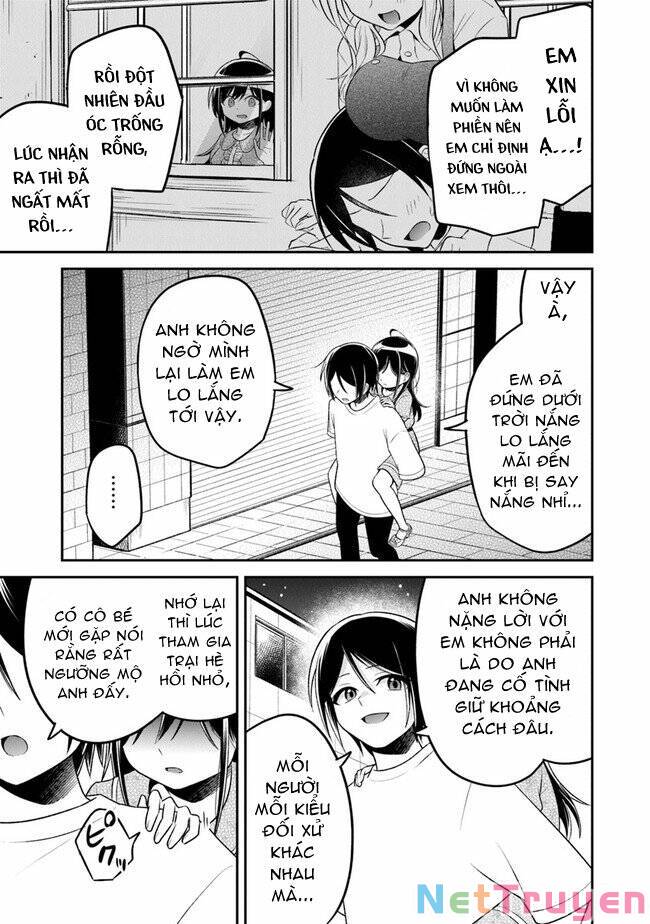 EM
XIN
LỖI
Ạ...!
VÌ KHÔNG
MUỐN LÀM
PHIỀN NÊN
EM CHỈ ĐỊNH
ĐỨNG NGOÀI
XEM THÔI...
RỒI ĐỘT
NHIÊN ĐẦU
ÓC TRỐNG
RỖNG,
LÚC NHẬN
RA THÌ ĐÃ
NGẤT MẤT
RỒI...
VẬY
À,
EM ĐÃ
ĐỨNG DƯỚI
TRỜI NẮNG
LO LẮNG
MÃI ĐẾN
KHI BỊ SAY
NẮNG NHỈ...
ANH KHÔNG
NGỜ MÌNH
LẠI LÀM EM
LO LẮNG
TỚI VẬY.
......
ANH KHÔNG
NẶNG LỜI VỚI
EM KHÔNG PHẢI
LÀ DO ANH
ĐANG CỐ TÌNH
GIỮ KHOẢNG
CÁCH ĐÂU.
MỖI
NGƯỜI
MỖI KIỂU
ĐỐI XỬ
KHÁC
NHAU
MÀ...
NHỚ LẠI
THÌ LÚC
THAM GIA
TRẠI HÈ
HỒI NHỎ,
CÓ CÔ BÉ
MỚI GẶP NÓI
RẰNG RẤT
NGƯỠNG MỘ
ANH ĐẤY.
ピクッ
NetTruyen